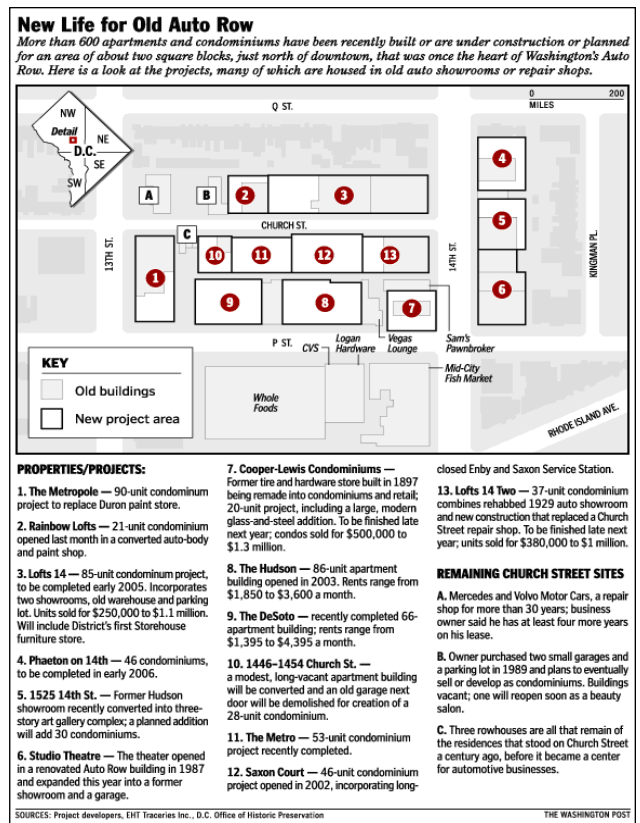 New Life for Old Auto Row
More than 600 apartments and condominiums have been recently built or are under construction or planned
for an area of about two square blocks, just north of downtown, that was once the heart of Washington's Auto
Row. Here is a look at the projects, many of which are housed in old auto showrooms or repair shops.
0 200
MILES
Q ST.
NW
Detail
NE
D.C.
SE
SW
A
B
2
3
4
CHURCH ST.
C
13TH ST.
10
11
12
13
14TH ST.
5
KINGMAN PL.
1
9
8
7
6
P ST.
CVS
Logan
Hardware
Vegas
Lounge
Sam's
Pawnbroker
Mid-City
Fish Market
Whole
Foods
RHODE ISLAND AVE.
KEY
Old buildings
New project area
PROPERTIES/PROJECTS:
1. The Metropole — 90-unit condominum
project to replace Duron paint store.
2. Rainbow Lofts — 21-unit condominium
opened last month in a converted auto-body
and paint shop.
3. Lofts 14 — 85-unit condominum project,
to be completed early 2005. Incorporates
two showrooms, old warehouse and parking
lot. Units sold for $250,000 to $1.1 million.
Will include District's first Storehouse
furniture store.
4. Phaeton on 14th — 46 condominiums,
to be completed in early 2006.
5. 1525 14th St. — Former Hudson
showroom recently converted into three-
story art gallery complex; a planned addition
will add 30 condominiums.
6. Studio Theatre — The theater opened
in a renovated Auto Row building in 1987
and expanded this year into a former
showroom and a garage.
7. Cooper-Lewis Condominiums —
Former tire and hardware store built in 1897
being remade into condominiums and retail;
20-unit project, including a large, modern
glass-and-steel addition. To be finished late
next year; condos sold for $500,000 to
$1.3 million.
8. The Hudson — 86-unit apartment
building opened in 2003. Rents range from
$1,850 to $3,600 a month.
9. The DeSoto — recently completed 66-
apartment building; rents range from
$1,395 to $4,395 a month.
10. 1446–1454 Church St. —
a modest, long-vacant apartment building
will be converted and an old garage next
door will be demolished for creation of a
28-unit condominium.
11. The Metro — 53-unit condominium
project recently completed.
12. Saxon Court — 46-unit condominium
project opened in 2002, incorporating long-
closed Enby and Saxon Service Station.
13. Lofts 14 Two — 37-unit condominium
combines rehabbed 1929 auto showroom
and new construction that replaced a Church
Street repair shop. To be finished late next
year; units sold for $380,000 to $1 million.
REMAINING CHURCH STREET SITES
A. Mercedes and Volvo Motor Cars, a repair
shop for more than 30 years; business
owner said he has at least four more years
on his lease.
B. Owner purchased two small garages and
a parking lot in 1989 and plans to eventually
sell or develop as condominiums. Buildings
vacant; one will reopen soon as a beauty
salon.
C. Three rowhouses are all that remain of
the residences that stood on Church Street
a century ago, before it became a center
for automotive businesses.
SOURCES: Project developers, EHT Traceries Inc., D.C. Office of Historic Preservation
THE WASHINGTON POST